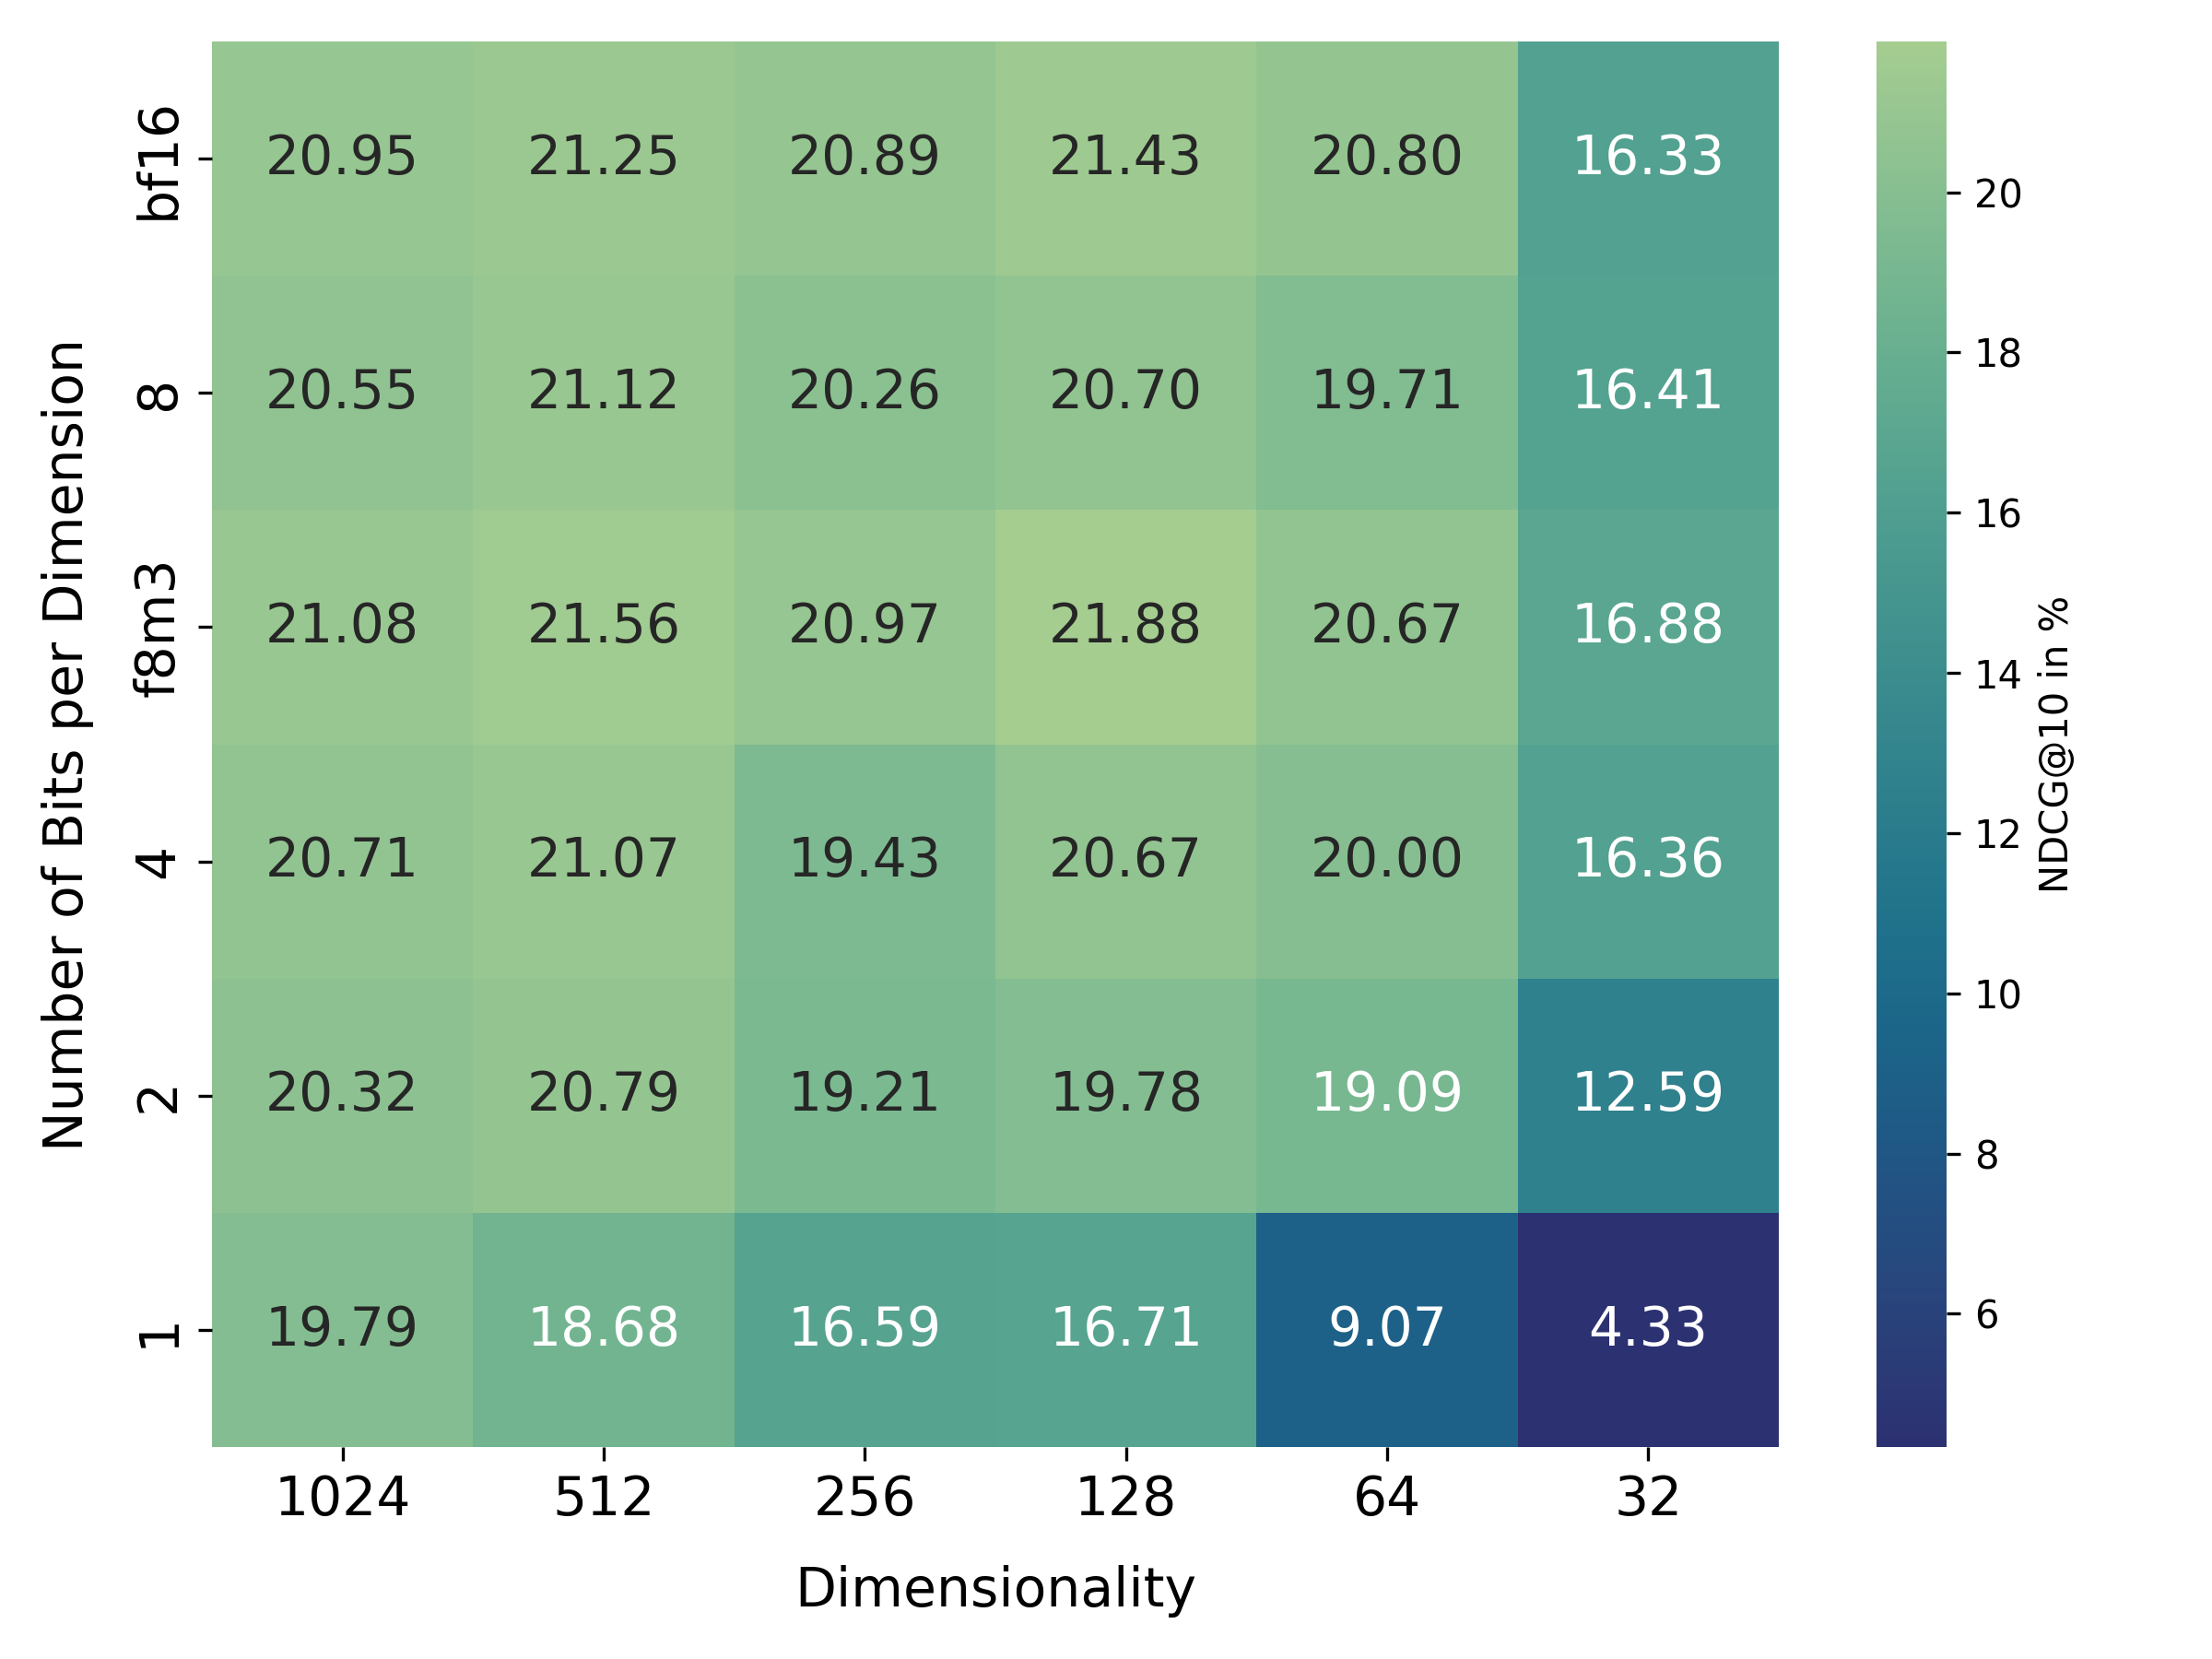 Number of Bits per Dimension
bf16 20.95 21.25 20.89 21.43 20.80 16.33
8 20.55 21.12 20.26 20.70 19.71 16.41
f8m3 21.08 21.56 20.97 21.88 20.67 16.88
4 20.71 21.07 19.43 20.67 20.00 16.36
2 20.32 20.79 19.21 19.78 19.09 12.59
1 19.79 18.68 16.59 16.71 9.07 4.33
1024 512 256 128 64 32
Dimensionality
20
18
16
14
12
10
8
6
NDCG@10 in %